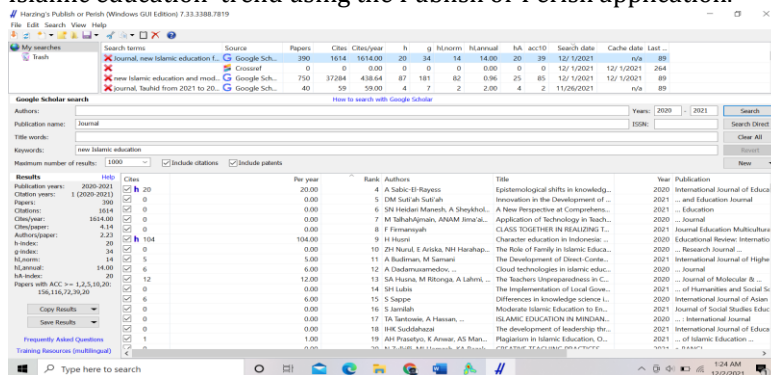 Islamic education" trend using the Publish or Perish application.
Harzing's Publish or Perish (Windows GUI Edition) 7.33.3388.7819
File Edit Search View Help
My searches
Trash
Search terms Source Papers Cites Cites/year h g hI,norm hI,annual hA acc10 Search date Cache date Last ...
Journal, new Islamic education f... Google Sch... 390 1614 1614.00 20 34 14 14.00 20 39 12/ 1/2021 n/a 89
Crossref 0 0 0.00 0 0 0 0.00 0 0 12/ 1/2021 12/ 1/2021 264
new Islamic education and mod... Google Sch... 750 37284 438.64 87 181 82 0.96 25 85 12/ 1/2021 12/ 1/2021 89
Journal, Tauhid from 2021 to 20... Google Sch... 40 59 59.00 4 7 2 2.00 4 2 11/26/2021 n/a 89
Google Scholar search How to search with Google Scholar
Authors: Years: 2020 - 2021 Search
Publication name: Journal ISSN: Search Direct
Title words: Clear All
Keywords: new Islamic education Revert
Maximum number of results: 1000 Include citations Include patents New
Results Help
Publication years: 2020-2021
Citation years: 1 (2020-2021)
Papers: 390
Citations: 1614
Cites/year: 1614.00
Cites/paper: 4.14
Authors/paper: 2.23
h-index: 20
g-index: 34
hI,norm: 14
hI,annual: 14.00
hA-index: 20
Papers with ACC >= 1,2,5,10,20:
156,116,72,39,20
Copy Results
Save Results
Frequently Asked Questions
Training Resources (multilingual)
Cites Per year Rank Authors Title Year Publication
h 20 20.00 4 A Sabic-El-Rayess Epistemological shifts in knowledg... 2020 International Journal of Educa
0 0.00 5 DM Suti'ah Suti'ah Innovation in the Development of ... 2021 ... and Education Journal
0 0.00 6 SN Heidari Manesh, A Sheykhol... A New Perspective at Comprehens... 2021 ... Education
0 0.00 7 M TalhahAjmain, ANAM Jima'ai... Application of Technology in Teach... 2020 ... Journal
0 0.00 8 F Firmansyah CLASS TOGETHER IN REALIZING T... 2021 Journal Education Multicultura
h 104 104.00 9 H Husni Character education in Indonesia: ... 2020 Educational Review: Internatio
0 0.00 10 ZH Nurul, E Ariska, NH Harahap... The Role of Family in Islamic Educa... 2020 ... Research Journal ...
5 5.00 11 A Budiman, M Samani The Development of Direct-Conte... 2021 International Journal of Highe
6 6.00 12 A Dadamuxamedov, ... Cloud technologies in islamic educ... 2020 ... Journal
12 12.00 13 SA Husna, M Ritonga, A Lahmi, ... The Teachers Unpreparedness in C... 2020 ... Journal of Molecular & ...
0 0.00 14 SH Lubis The Implementation of Local Gove... 2021 ... of Humanities and Social Sc
6 6.00 15 S Sappe Differences in knowledge science i... 2020 International Journal of Asian
0 0.00 16 S Jamilah Moderate Islamic Education to En... 2021 Journal of Social Studies Educ
0 0.00 17 TA Tantowie, A Hassan, ... ISLAMIC EDUCATION IN MINDAN... 2020 ... : International Journal
0 0.00 18 IHK Suddahazai The development of leadership thr... 2021 International Journal of Educa
1 1.00 19 AH Prasetyo, K Anwar, AS Man... Plagiarism in Islamic Education, O... 2021 ... of Islamic Education ...
Type here to search 1:24 AM
12/2/2021